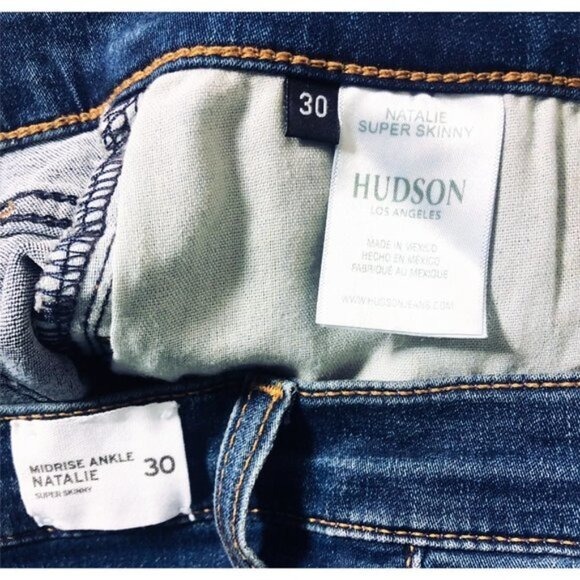 30
NATALIE
SUPER SKINNY
HUDSON
LOS ANGELES
MADE IN MEXICO
HECHO EN MÉXICO
FABRIQUÉ AU MEXIQUE
WWW.HUDSONJEANS.COM
MIDRISE ANKLE
NATALIE
SUPER SKINNY
30